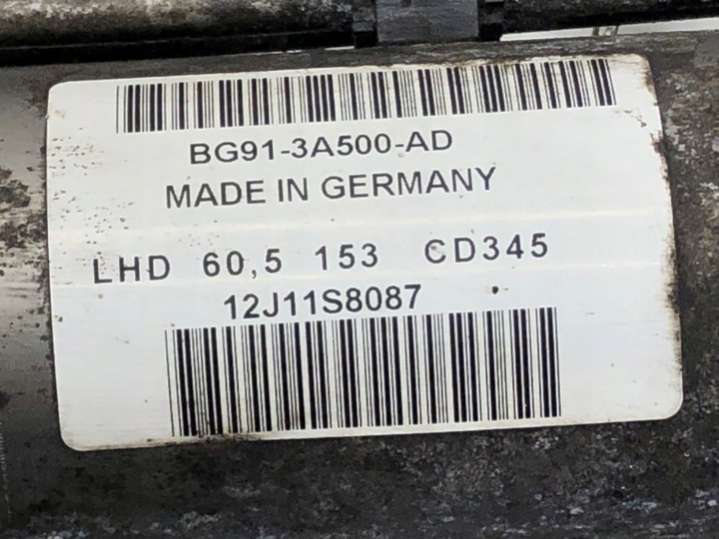 BG91-3A500-AD
MADE IN GERMANY
LHD 60,5 153 CD345
12J11S8087